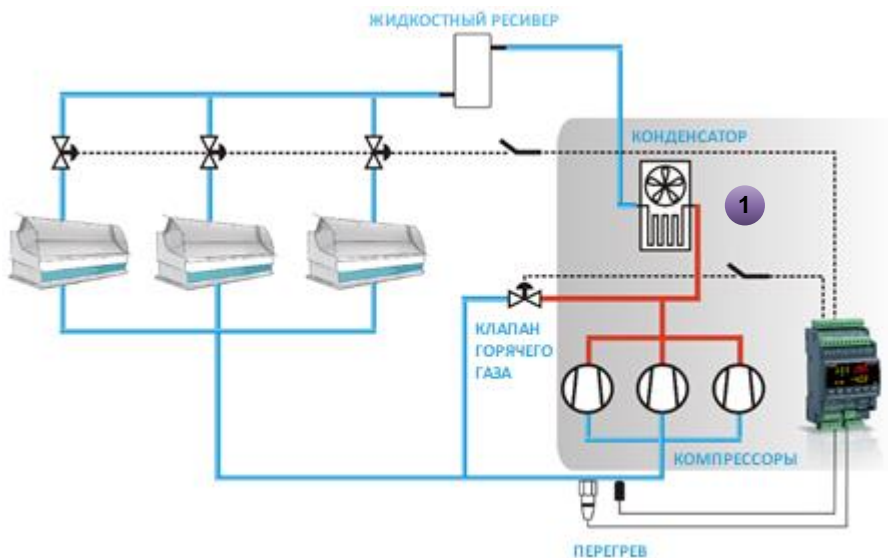 ЖИДКОСТНЫЙ РЕСИВЕР
КОНДЕНСАТОР
1
КЛАПАН
ГОРЯЧЕГО
ГАЗА
КОМПРЕССОРЫ
ПЕРЕГРЕВ